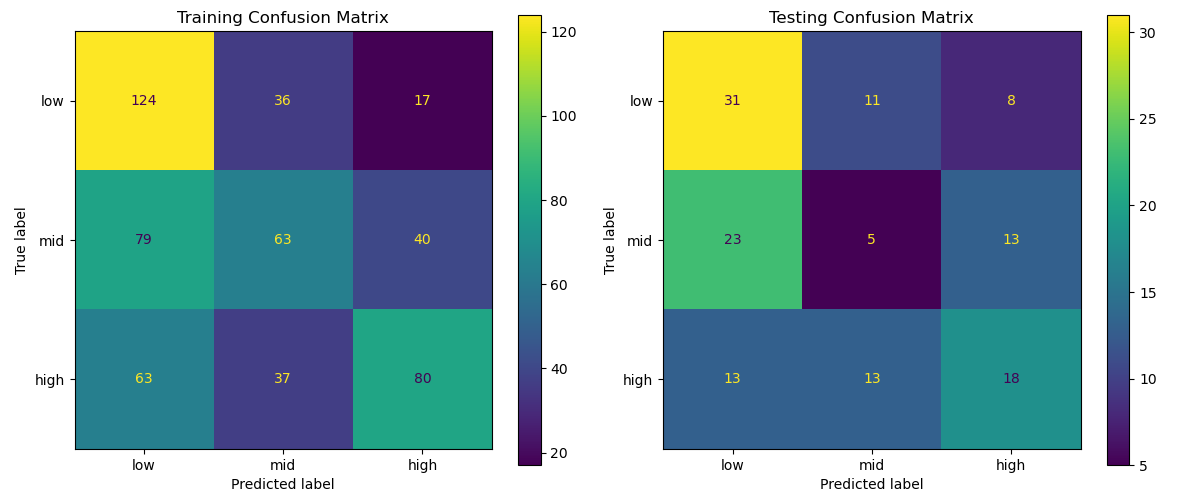 Training Confusion Matrix
True label
low
mid
high
124 36 17
79 63 40
63 37 80
low mid high
Predicted label
120
100
80
60
40
20
Testing Confusion Matrix
True label
low
mid
high
31 11 8
23 5 13
13 13 18
low mid high
Predicted label
30
25
20
15
10
5